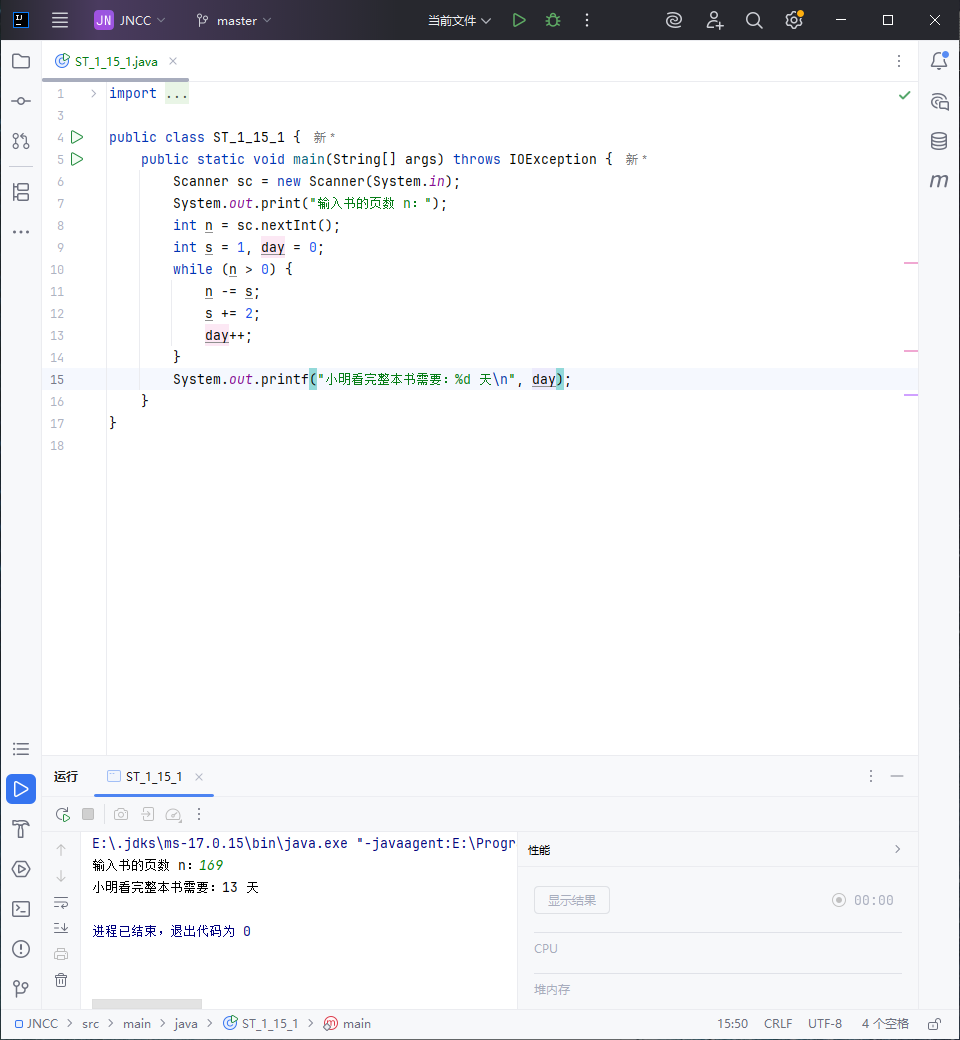 JN JNCC master 当前文件
ST_1_15_1.java
1 import ...
3
4 public class ST_1_15_1 { 新 *
5 public static void main(String[] args) throws IOException { 新 *
6 Scanner sc = new Scanner(System.in);
7 System.out.print("输入书的页数 n: ");
8 int n = sc.nextInt();
9 int s = 1, day = 0;
10 while (n > 0) {
11 n -= s;
12 s += 2;
13 day++;
14 }
15 System.out.printf("小明看完整本书需要: %d 天\n", day);
16 }
17 }
18
运行 ST_1_15_1
E:\.jdks\ms-17.0.15\bin\java.exe "-javaagent:E:\Progr
输入书的页数 n: 169
小明看完整本书需要: 13 天
进程已结束，退出代码为 0
性能
显示结果 00:00
CPU
堆内存
JNCC > src > main > java > ST_1_15_1 > main 15:50 CRLF UTF-8 4 个空格